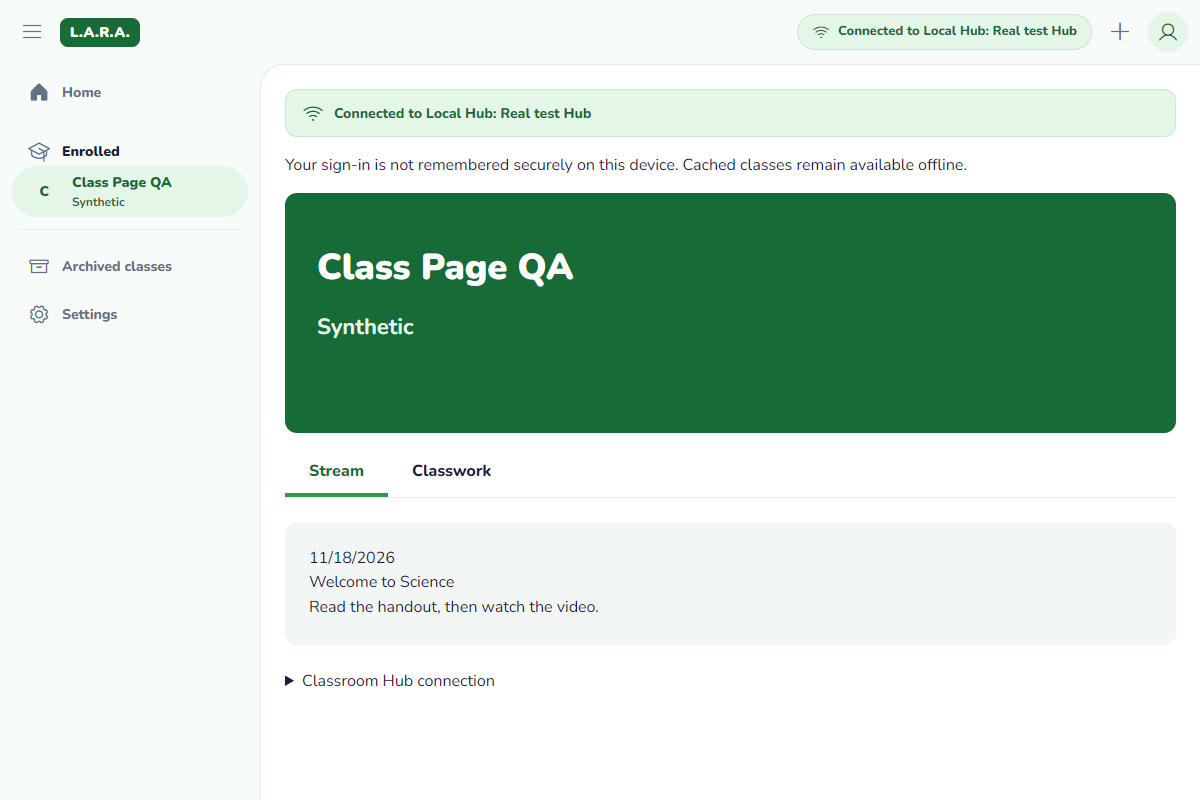 L.A.R.A.
Connected to Local Hub: Real test Hub
Home
Enrolled
C
Class Page QA
Synthetic
Archived classes
Settings
Connected to Local Hub: Real test Hub
Your sign-in is not remembered securely on this device. Cached classes remain available offline.
Class Page QA
Synthetic
Stream
Classwork
11/18/2026
Welcome to Science
Read the handout, then watch the video.
Classroom Hub connection